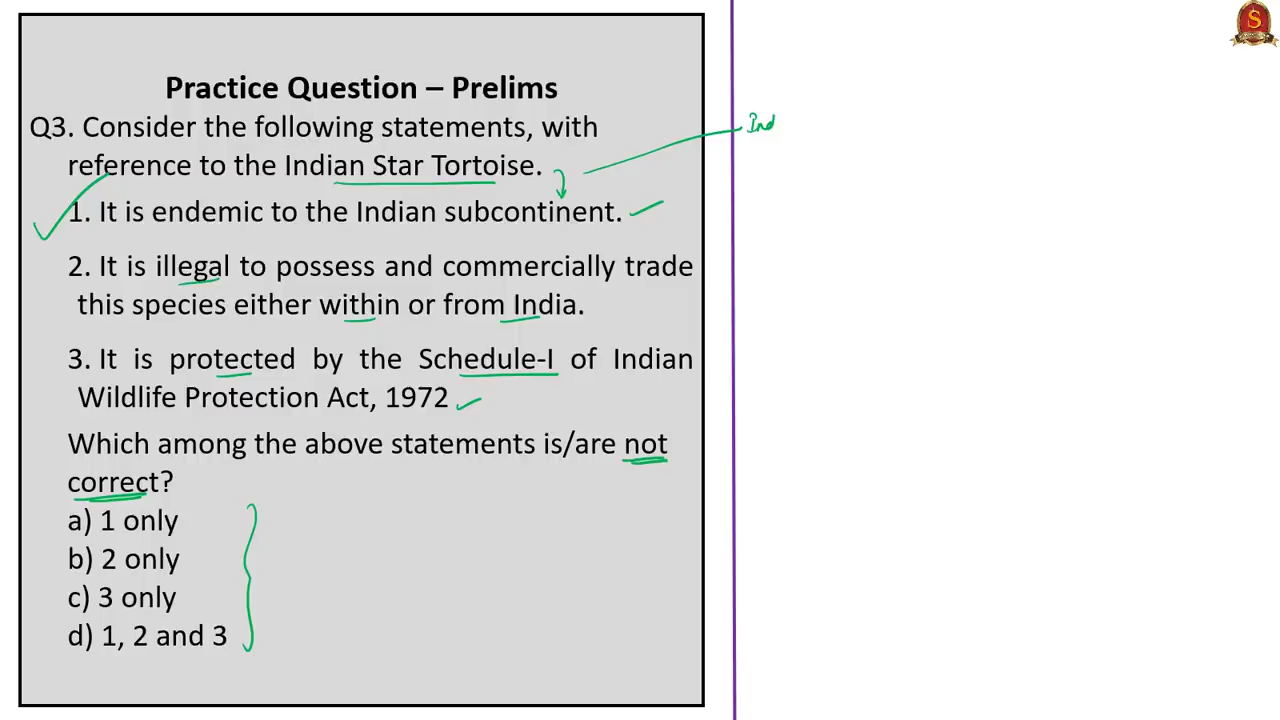 Practice Question – Prelims
Q3. Consider the following statements, with
reference to the Indian Star Tortoise.
Ind
1. It is endemic to the Indian subcontinent.
2. It is illegal to possess and commercially trade
this species either within or from India.
3. It is protected by the Schedule-I of Indian
Wildlife Protection Act, 1972
Which among the above statements is/are not
correct?
a) 1 only
b) 2 only
c) 3 only
d) 1, 2 and 3
S